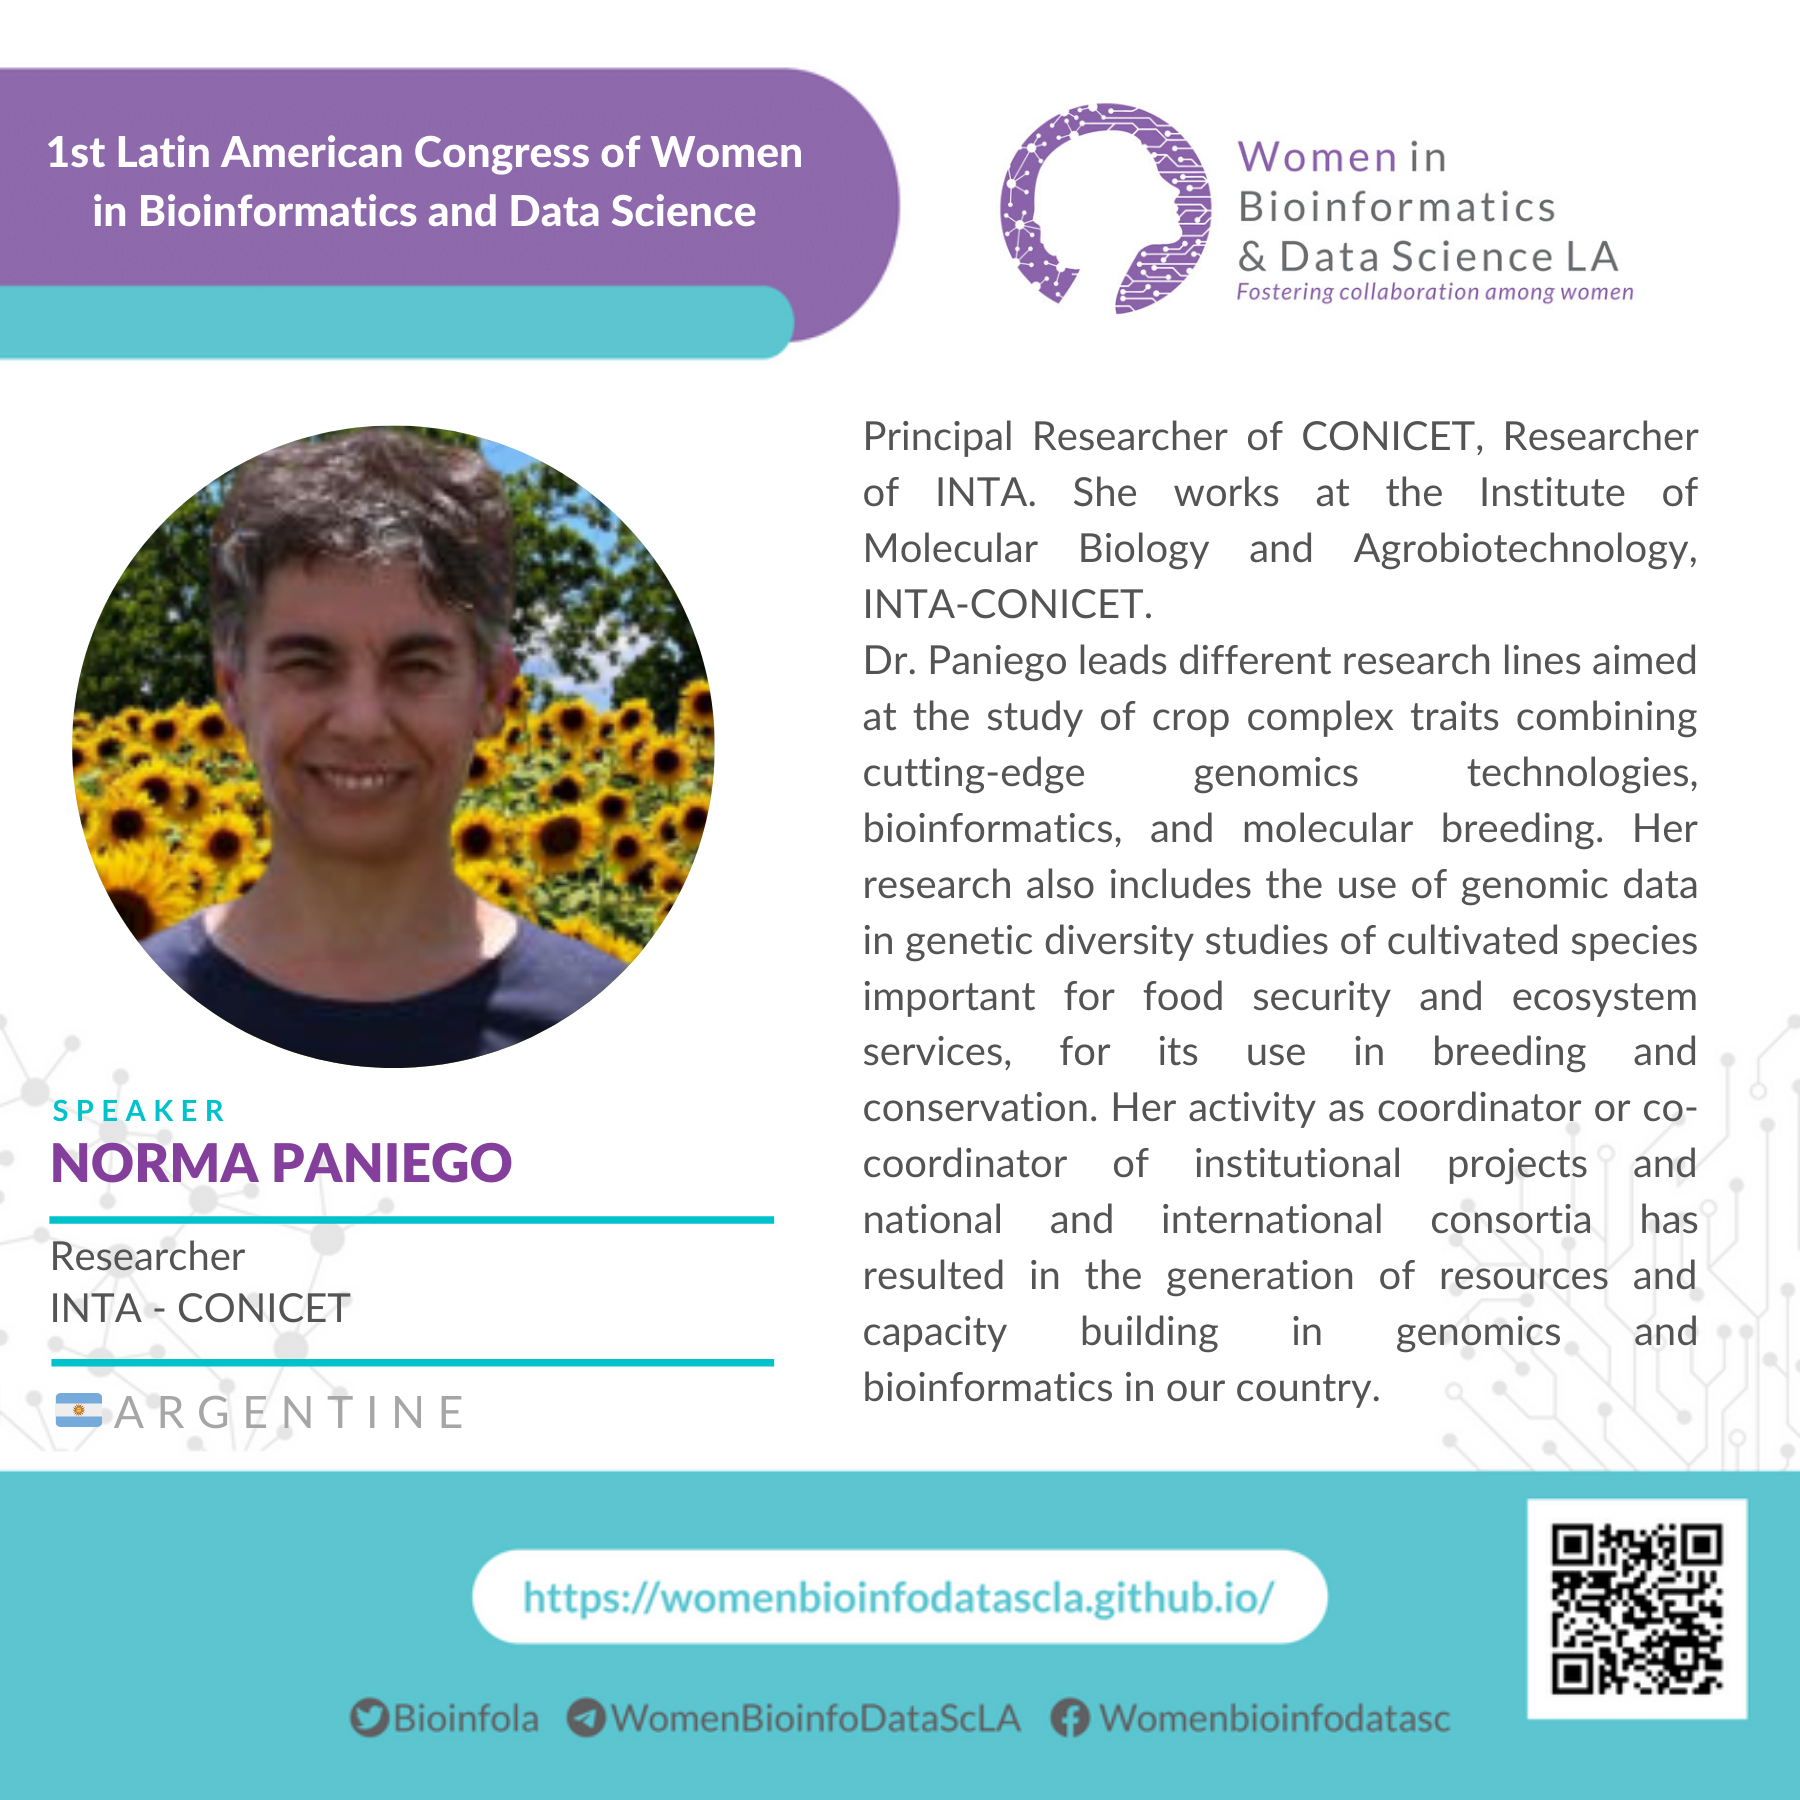 1st Latin American Congress of Women
in Bioinformatics and Data Science
Women in
Bioinformatics
& Data Science LA
Fostering collaboration among women
SPEAKER
NORMA PANIEGO
Researcher
INTA - CONICET
ARGENTINE
Principal Researcher of CONICET, Researcher
of INTA. She works at the Institute of
Molecular Biology and Agrobiotechnology,
INTA-CONICET.
Dr. Paniego leads different research lines aimed
at the study of crop complex traits combining
cutting-edge genomics technologies,
bioinformatics, and molecular breeding. Her
research also includes the use of genomic data
in genetic diversity studies of cultivated species
important for food security and ecosystem
services, for its use in breeding and
conservation. Her activity as coordinator or co-
coordinator of institutional projects and
national and international consortia has
resulted in the generation of resources and
capacity building in genomics and
bioinformatics in our country.
https://womenbioinfodatascla.github.io/
Bioinfola WomenBioinfoDataScLA Womenbioinfodatasc